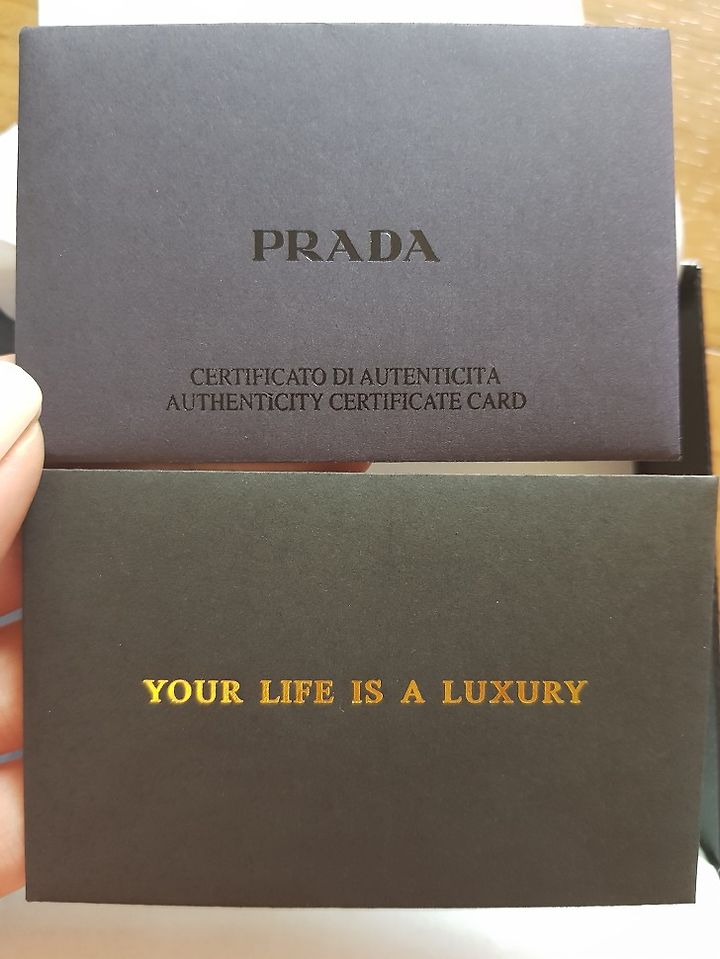 PRADA
CERTIFICATO DI AUTENTICITA
AUTHENTiCITY CERTIFICATE CARD
YOUR LIFE IS A LUXURY